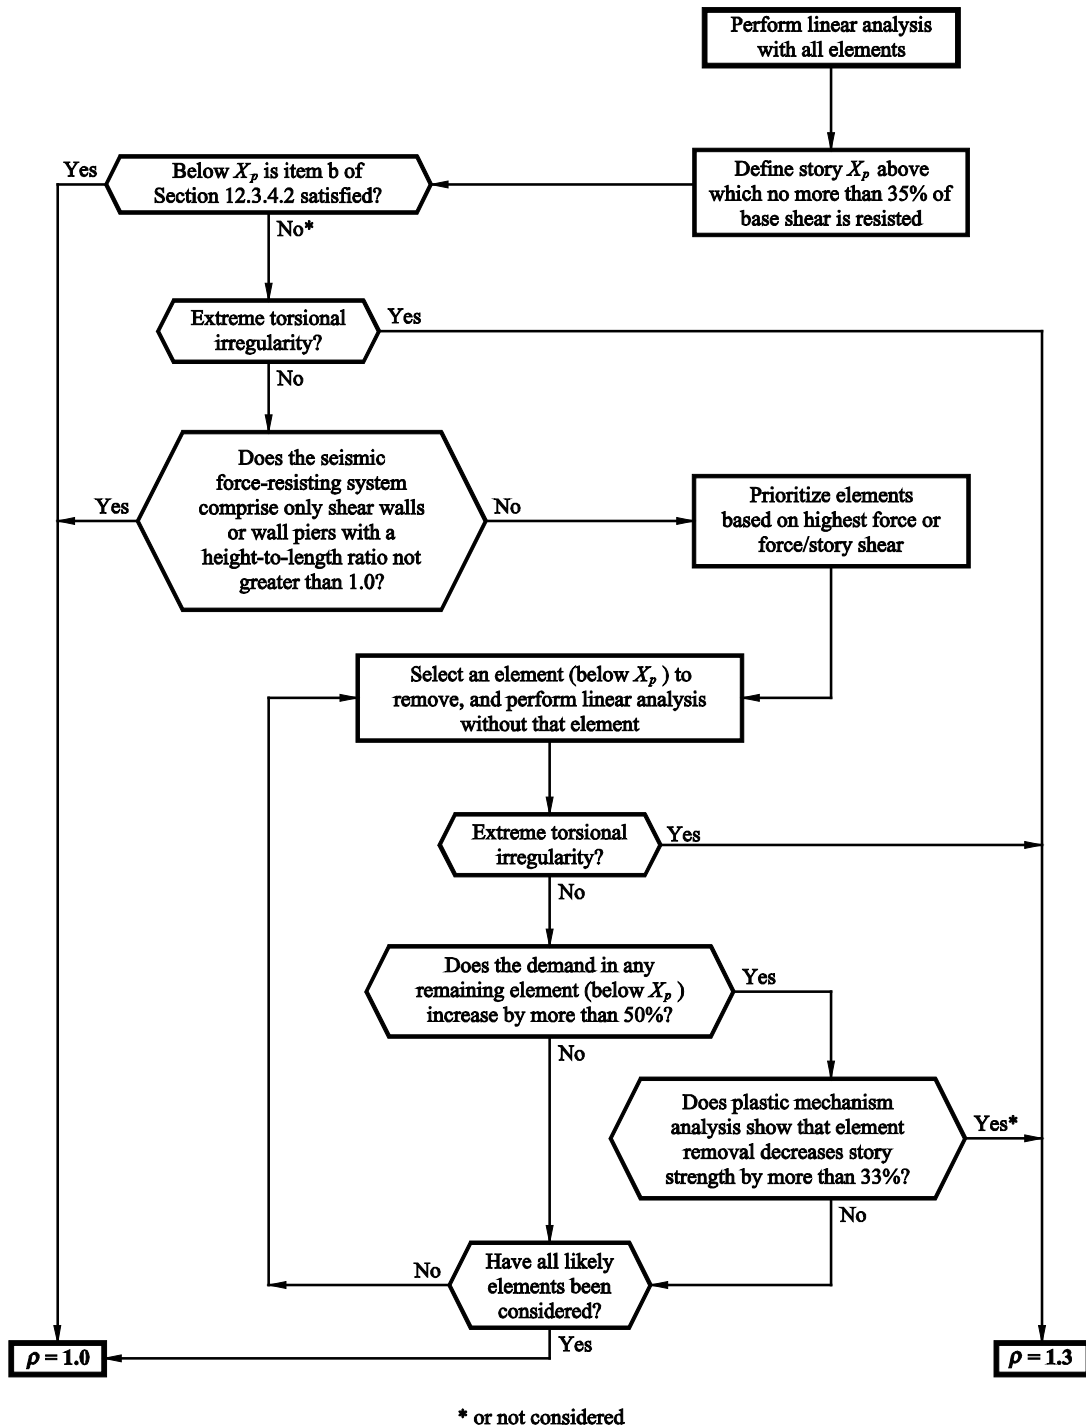 Perform linear analysis
with all elements
Define story Xp above
which no more than 35% of
base shear is resisted
Yes
Below Xp is item b of
Section 12.3.4.2 satisfied?
No*
Extreme torsional
irregularity?
Yes
No
Does the seismic
force-resisting system
comprise only shear walls
or wall piers with a
height-to-length ratio not
greater than 1.0?
Yes
No
Prioritize elements
based on highest force or
force/story shear
Select an element (below Xp ) to
remove, and perform linear analysis
without that element
Extreme torsional
irregularity?
Yes
No
Does the demand in any
remaining element (below Xp )
increase by more than 50%?
Yes
No
Does plastic mechanism
analysis show that element
removal decreases story
strength by more than 33%?
Yes*
No
Have all likely
elements been
considered?
No
Yes
ρ = 1.0
ρ = 1.3
* or not considered